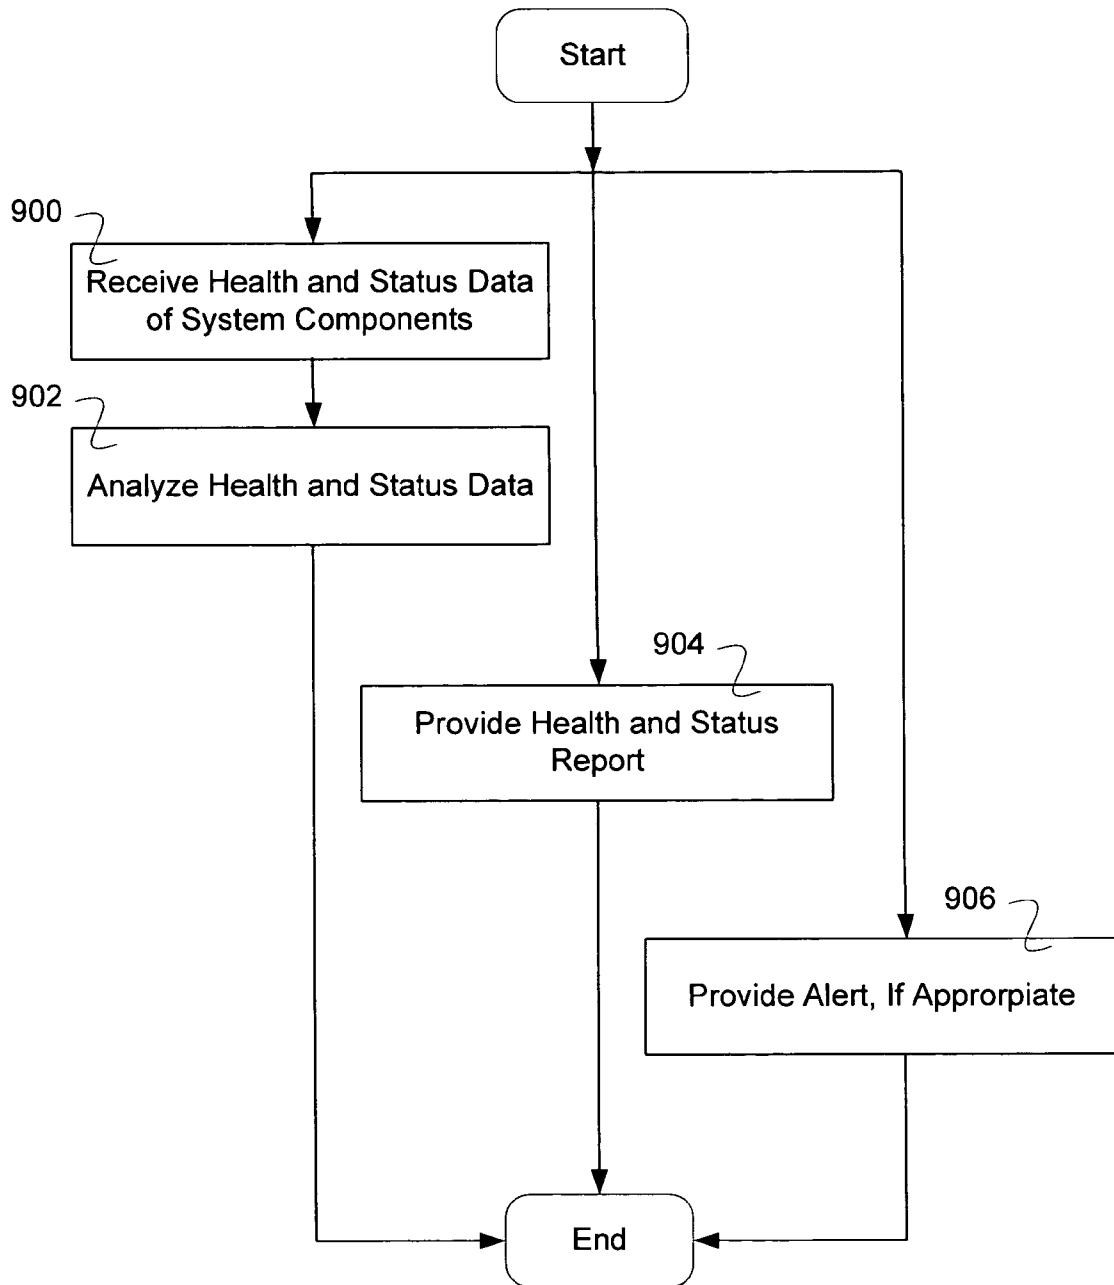 Start
900
Receive Health and Status Data
of System Components
902
Analyze Health and Status Data
904
Provide Health and Status
Report
906
Provide Alert, If Approrpiate
End